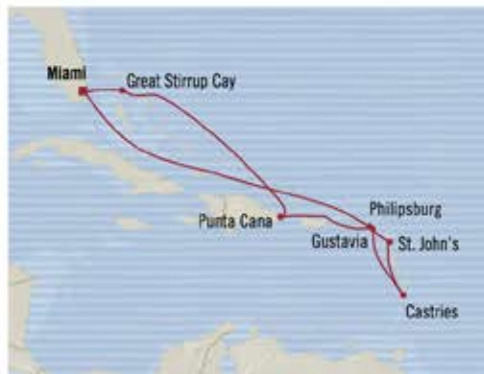 Miami
Great Stirrup Cay
Punta Cana
Philipsburg
Gustavia
St. John's
Castries